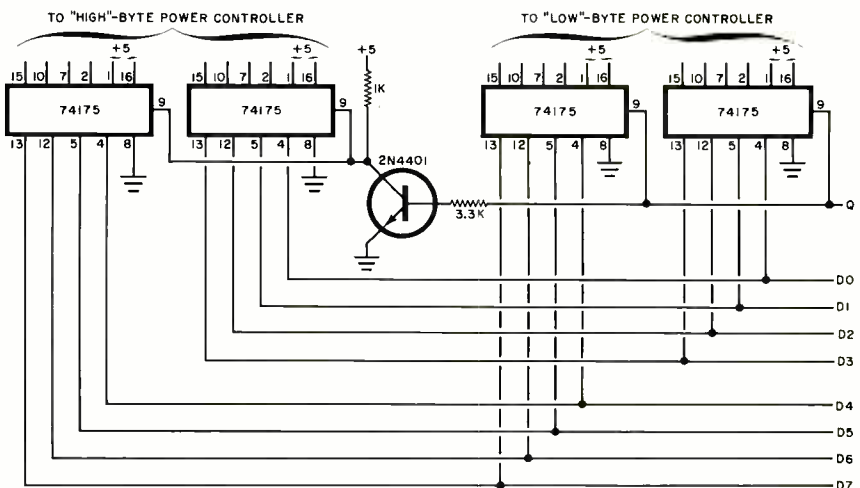 TO "HIGH"-BYTE POWER CONTROLLER
TO "LOW"-BYTE POWER CONTROLLER
+5 +5 +5 +5 +5
15 10 7 2 1 16 15 10 7 2 1 16 15 10 7 2 1 16 15 10 7 2 1 16
1K
74175 9 74175 9 74175 9 74175 9
13 12 5 4 8 13 12 5 4 8 13 12 5 4 8 13 12 5 4 8
2N4401
3.3K
Q
D0
D1
D2
D3
D4
D5
D6
D7